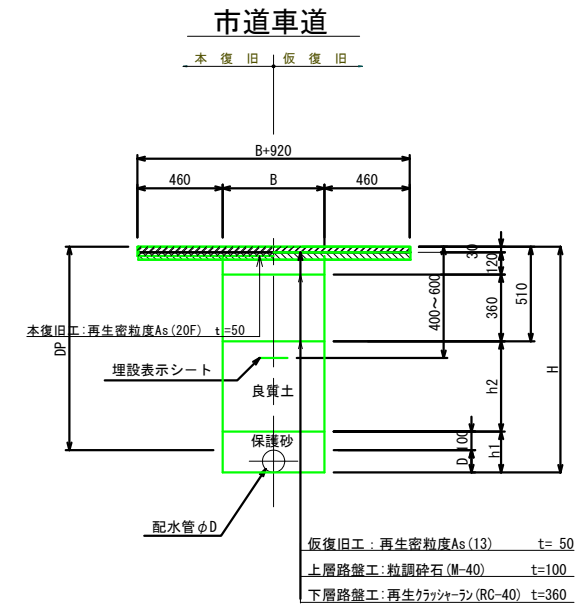 市道車道
本復旧 仮復旧
B+920
460 B 460
30
120
360
510
400～600
本復旧工:再生密粒度As(20F) t=50
DP
埋設表示シート
良質土
h2
H
保護砂
100
D
h1
配水管φD
仮復旧工：再生密粒度As(13) t= 50
上層路盤工:粒調砕石(M-40) t=100
下層路盤工:再生クラッシャーラン(RC-40) t=360